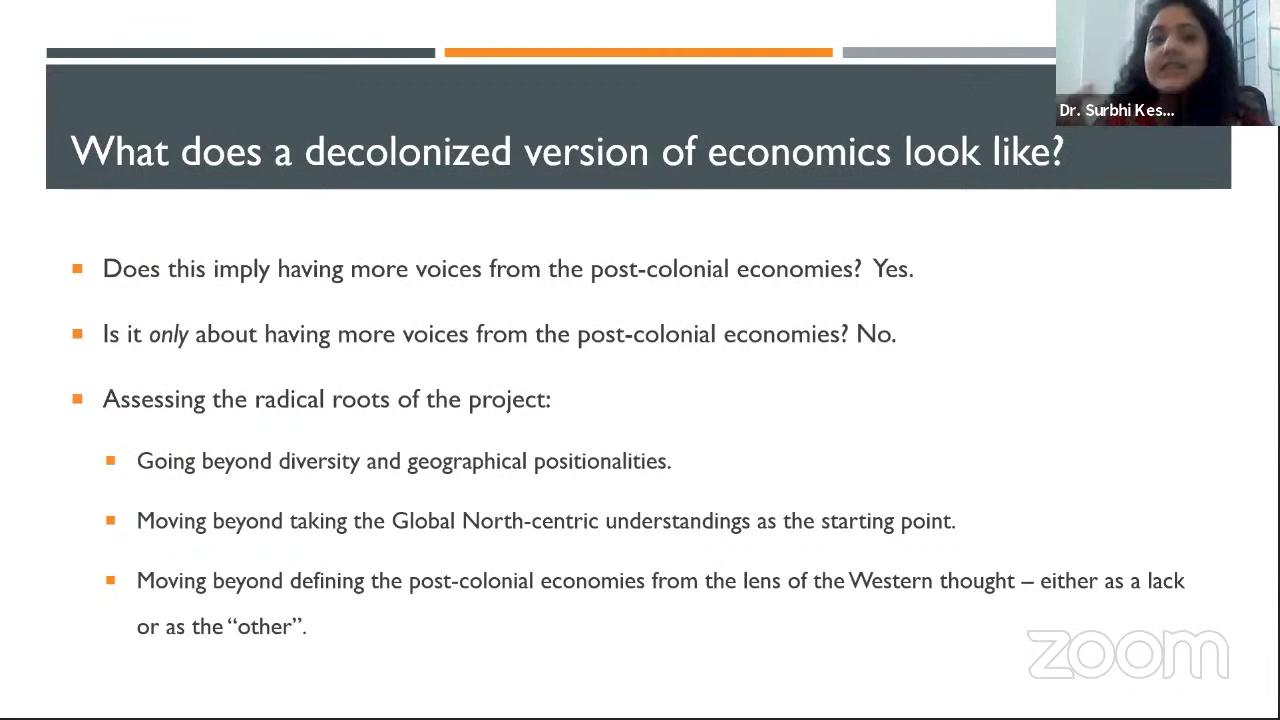 Dr. Surbhi Kes...
What does a decolonized version of economics look like?
Does this imply having more voices from the post-colonial economies? Yes.
Is it only about having more voices from the post-colonial economies? No.
Assessing the radical roots of the project:
Going beyond diversity and geographical positionalities.
Moving beyond taking the Global North-centric understandings as the starting point.
Moving beyond defining the post-colonial economies from the lens of the Western thought – either as a lack
or as the “other”.
zoom